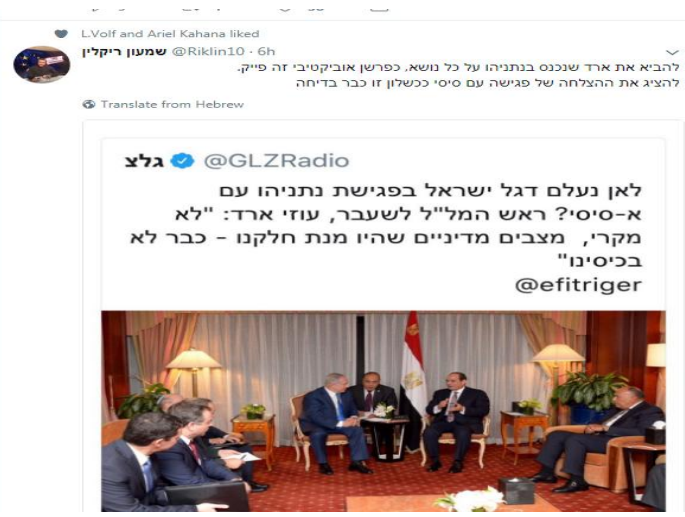 L.Volf and Ariel Kahana liked
שמעון ריקלין @Riklin10 · 6h
להביא את ארד שנכנס בנתניהו על כל נושא, כפרשן אוביקטיבי זה פייק.
להציג את ההצלחה של פגישה עם סיסי ככשלון זו כבר בדיחה
Translate from Hebrew
גלצ @GLZRadio
לאן נעלם דגל ישראל בפגישת נתניהו עם
א-סיסי? ראש המל"ל לשעבר, עוזי ארד: "לא
מקרי, מצבים מדיניים שהיו מנת חלקנו - כבר לא
בכיסינו"
@efitriger